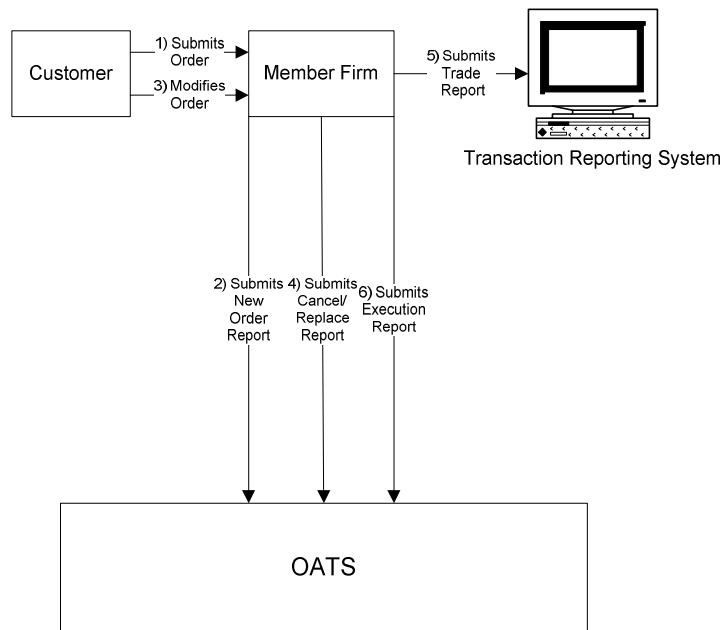 Customer
1) Submits
Order
3) Modifies
Order
Member Firm
5) Submits
Trade
Report
Transaction Reporting System
2) Submits
New
Order
Report
4) Submits
Cancel/
Replace
Report
6) Submits
Execution
Report
OATS